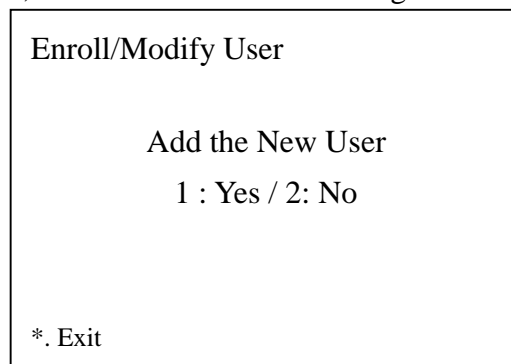 Enroll/Modify User
Add the New User
1 : Yes / 2: No
*. Exit